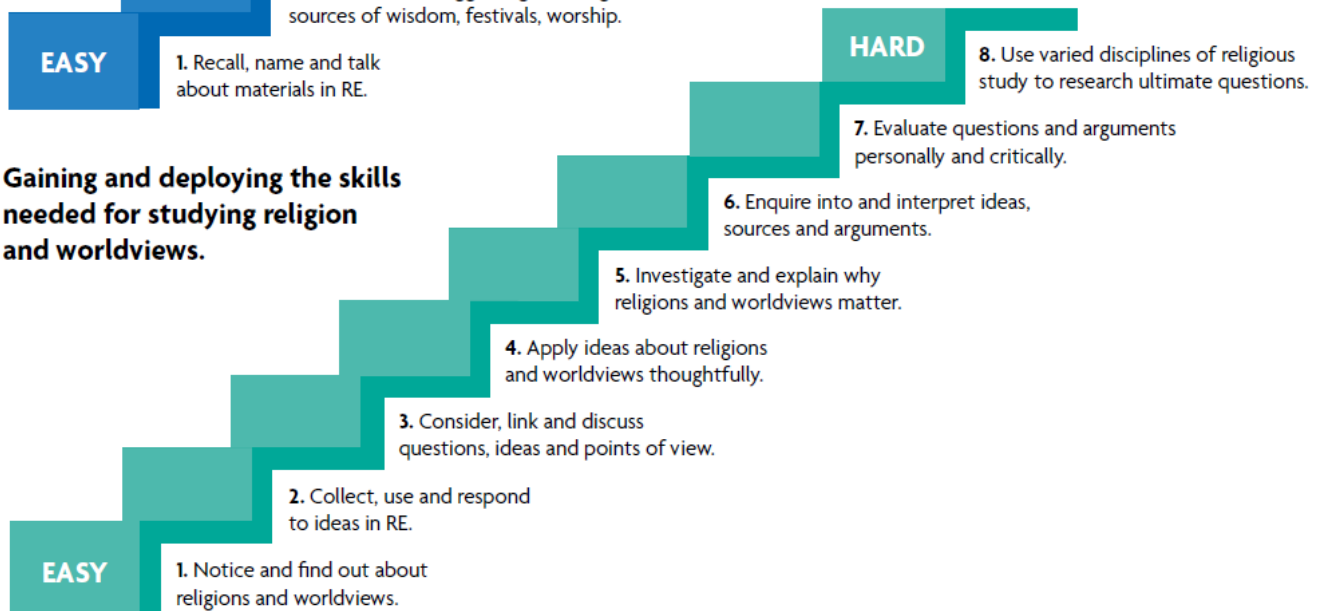 sources of wisdom, festivals, worship.
EASY
1. Recall, name and talk
about materials in RE.
Gaining and deploying the skills
needed for studying religion
and worldviews.
HARD
8. Use varied disciplines of religious
study to research ultimate questions.
7. Evaluate questions and arguments
personally and critically.
6. Enquire into and interpret ideas,
sources and arguments.
5. Investigate and explain why
religions and worldviews matter.
4. Apply ideas about religions
and worldviews thoughtfully.
3. Consider, link and discuss
questions, ideas and points of view.
2. Collect, use and respond
to ideas in RE.
EASY
1. Notice and find out about
religions and worldviews.